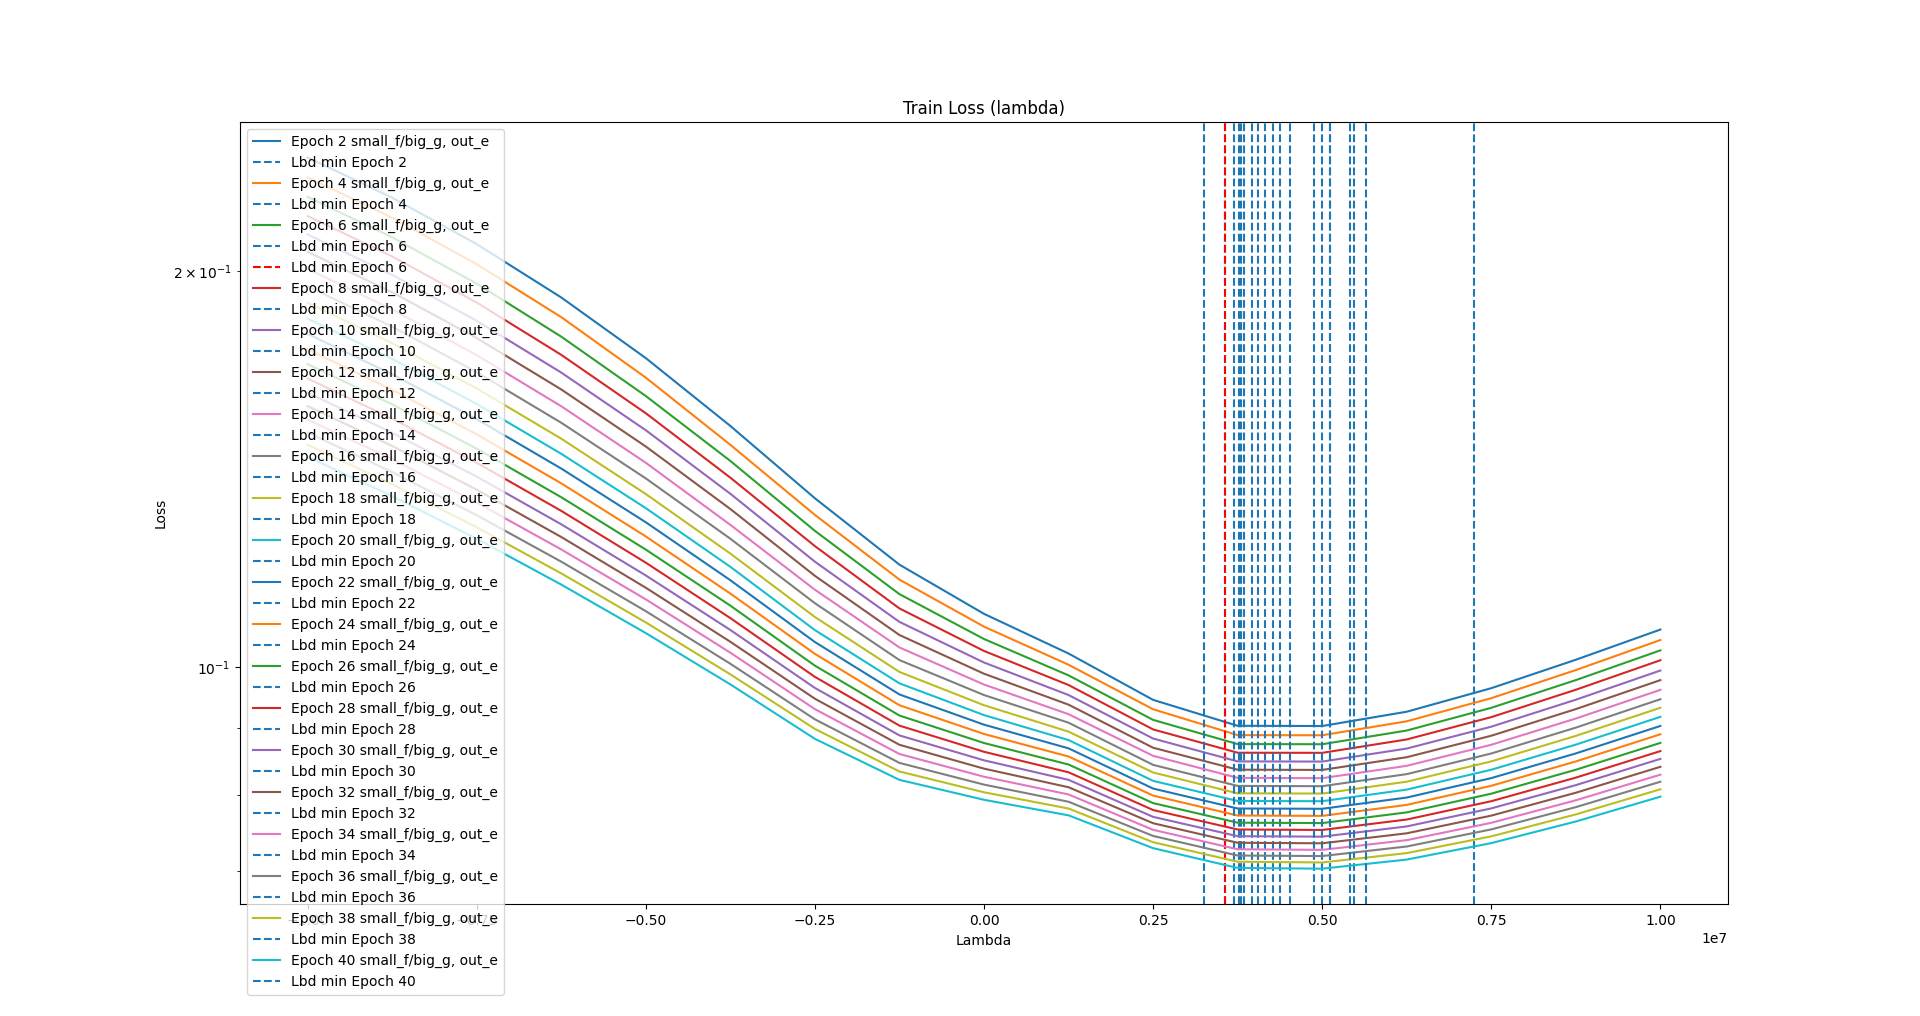 Train Loss (lambda)
Epoch 2 small_f/big_g, out_e
Lbd min Epoch 2
Epoch 4 small_f/big_g, out_e
Lbd min Epoch 4
Epoch 6 small_f/big_g, out_e
Lbd min Epoch 6
Lbd min Epoch 6
Epoch 8 small_f/big_g, out_e
Lbd min Epoch 8
Epoch 10 small_f/big_g, out_e
Lbd min Epoch 10
Epoch 12 small_f/big_g, out_e
Lbd min Epoch 12
Epoch 14 small_f/big_g, out_e
Lbd min Epoch 14
Epoch 16 small_f/big_g, out_e
Lbd min Epoch 16
Epoch 18 small_f/big_g, out_e
Lbd min Epoch 18
Epoch 20 small_f/big_g, out_e
Lbd min Epoch 20
Epoch 22 small_f/big_g, out_e
Lbd min Epoch 22
Epoch 24 small_f/big_g, out_e
Lbd min Epoch 24
Epoch 26 small_f/big_g, out_e
Lbd min Epoch 26
Epoch 28 small_f/big_g, out_e
Lbd min Epoch 28
Epoch 30 small_f/big_g, out_e
Lbd min Epoch 30
Epoch 32 small_f/big_g, out_e
Lbd min Epoch 32
Epoch 34 small_f/big_g, out_e
Lbd min Epoch 34
Epoch 36 small_f/big_g, out_e
Lbd min Epoch 36
Epoch 38 small_f/big_g, out_e
Lbd min Epoch 38
Epoch 40 small_f/big_g, out_e
Lbd min Epoch 40
2 × 10⁻¹
10⁻¹
Loss
−0.50 −0.25 0.00 0.25 0.50 0.75 1.00
Lambda
1e7